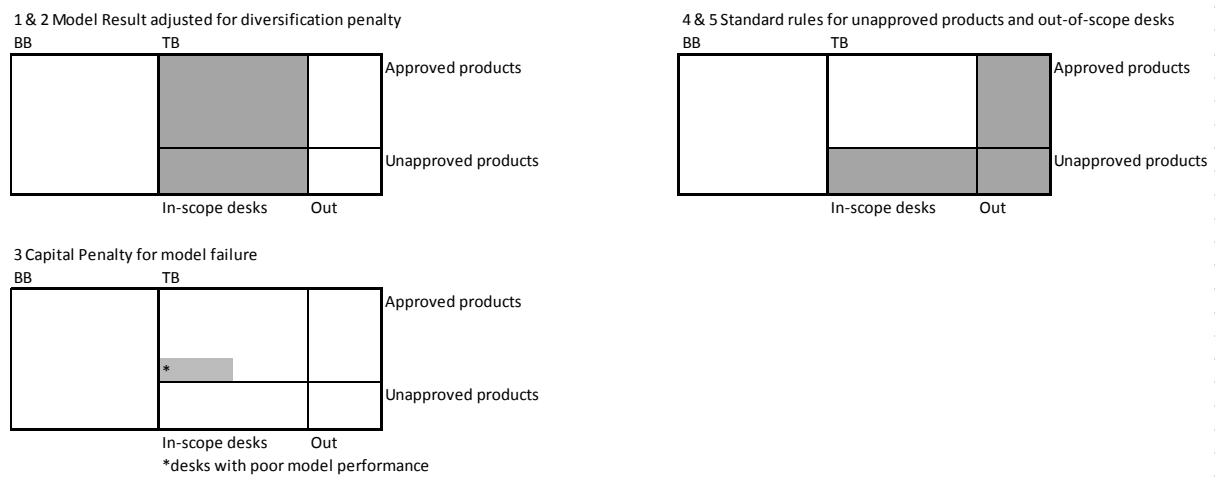 1 & 2 Model Result adjusted for diversification penalty
BB TB
Approved products
Unapproved products
In-scope desks Out
4 & 5 Standard rules for unapproved products and out-of-scope desks
BB TB
Approved products
Unapproved products
In-scope desks Out
3 Capital Penalty for model failure
BB TB
Approved products
*
Unapproved products
In-scope desks Out
*desks with poor model performance